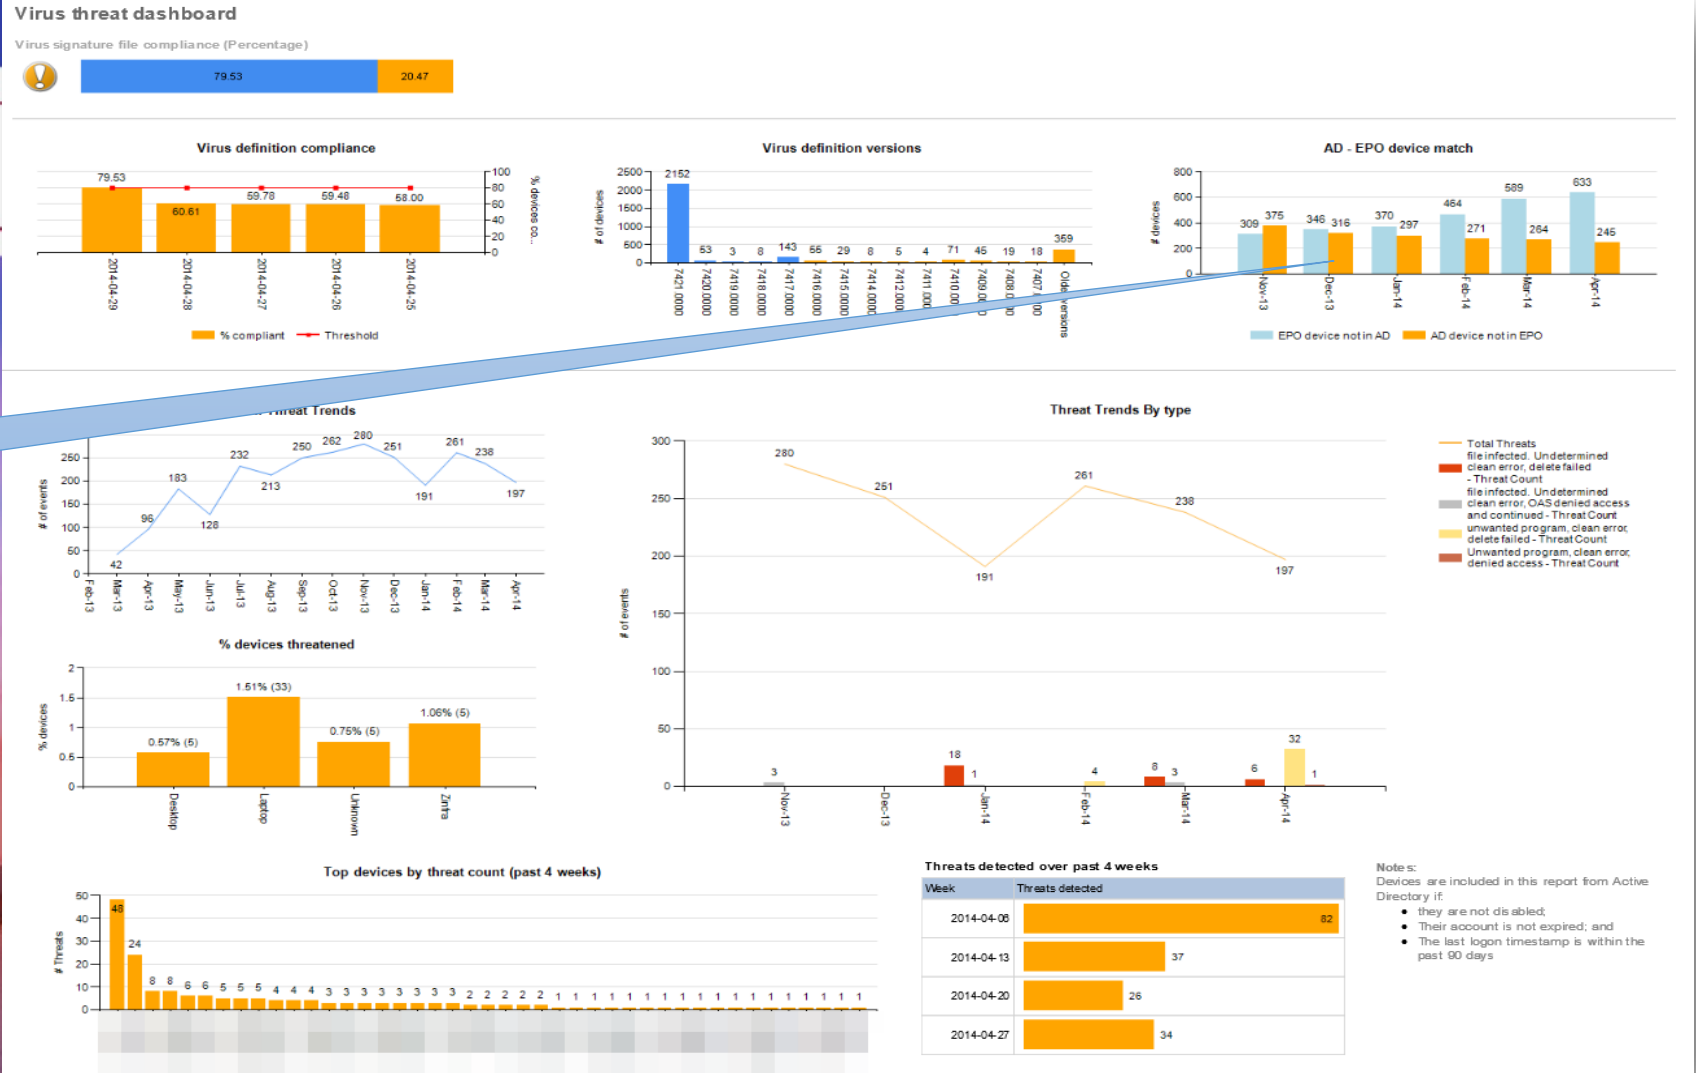 Virus threat dashboard
Virus signature file compliance (Percentage)
79.53 20.47
Virus definition compliance
79.53 60.61 59.78 59.48 58.00
100
80
60
40
20
0
% devices co...
2014-04-29 2014-04-28 2014-04-27 2014-04-26 2014-04-25
% compliant Threshold
Virus definition versions
# of devices
2500
2000
1500
1000
500
0
2152 53 3 8 143 55 29 8 5 4 71 45 19 18 359
7421.0000 7420.0000 7419.0000 7418.0000 7417.0000 7416.0000 7415.0000 7414.0000 7412.0000 7411.0000
AD - EPO device match
# devices
800
600
400
200
0
309 375 346 316 370 297 464 271 589 264 633 245
Nov-13 Dec-13 Jan-14 Feb-14 Mar-14 Apr-14
EPO device not in AD AD device not in EPO
Threat Trends
# of events
250
200
150
100
50
0
42 96 183 128 232 213 250 262 280 251 191 261 238 197
Feb-13 Mar-13 Apr-13 May-13 Jun-13 Jul-13 Aug-13 Sep-13 Oct-13 Nov-13 Dec-13 Jan-14 Feb-14 Mar-14 Apr-14
% devices threatened
% devices
2
1.5
1
0.5
0
0.57% (5) 1.51% (33) 0.75% (5) 1.06% (5)
Desktop Laptop Unknown Zintra
Threat Trends By type
# of events
300
250
200
150
100
50
0
280 251 191 261 238 197
3 18 1 4 8 3 6 32 1
Nov-13 Dec-13 Jan-14 Feb-14 Mar-14 Apr-14
Total Threats
file infected. Undetermined
clean error, delete failed
- Threat Count
file infected. Undetermined
clean error, OAS denied access
and continued - Threat Count
unwanted program, clean error,
delete failed - Threat Count
Unwanted program, clean error,
denied access - Threat Count
Top devices by threat count (past 4 weeks)
# Threats
50
40
30
20
10
0
48 24 8 8 6 6 5 5 5 4 4 4 3 3 3 3 3 3 3 3 2 2 2 2 2 1 1 1 1 1 1 1 1 1 1 1 1 1 1 1 1 1 1
Threats detected over past 4 weeks
Week Threats detected
2014-04-06 82
2014-04-13 37
2014-04-20 26
2014-04-27 34
Notes:
Devices are included in this report from Active
Directory if:
• they are not disabled;
• Their account is not expired; and
• The last logon timestamp is within the
past 90 days